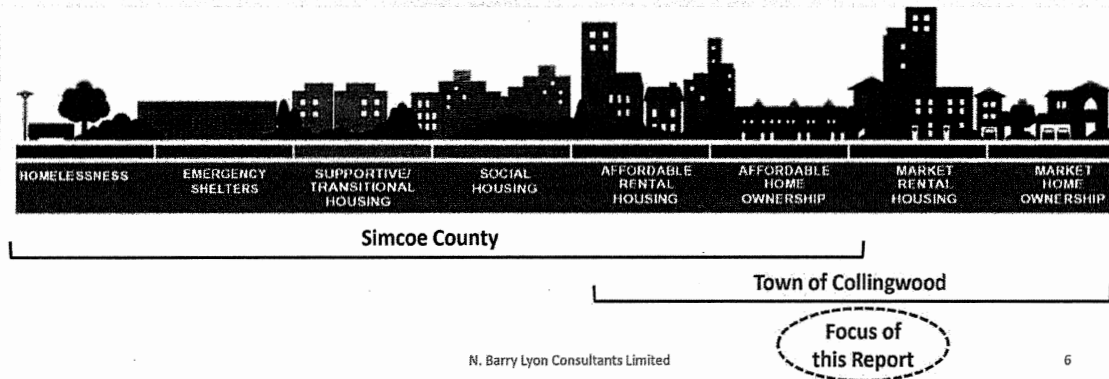 HOMELESSNESS
EMERGENCY
SHELTERS
SUPPORTIVE/
TRANSITIONAL
HOUSING
SOCIAL
HOUSING
AFFORDABLE
RENTAL
HOUSING
AFFORDABLE
HOME
OWNERSHIP
MARKET
RENTAL
HOUSING
MARKET
HOME
OWNERSHIP
Simcoe County
Town of Collingwood
Focus of
this Report
N. Barry Lyon Consultants Limited
6